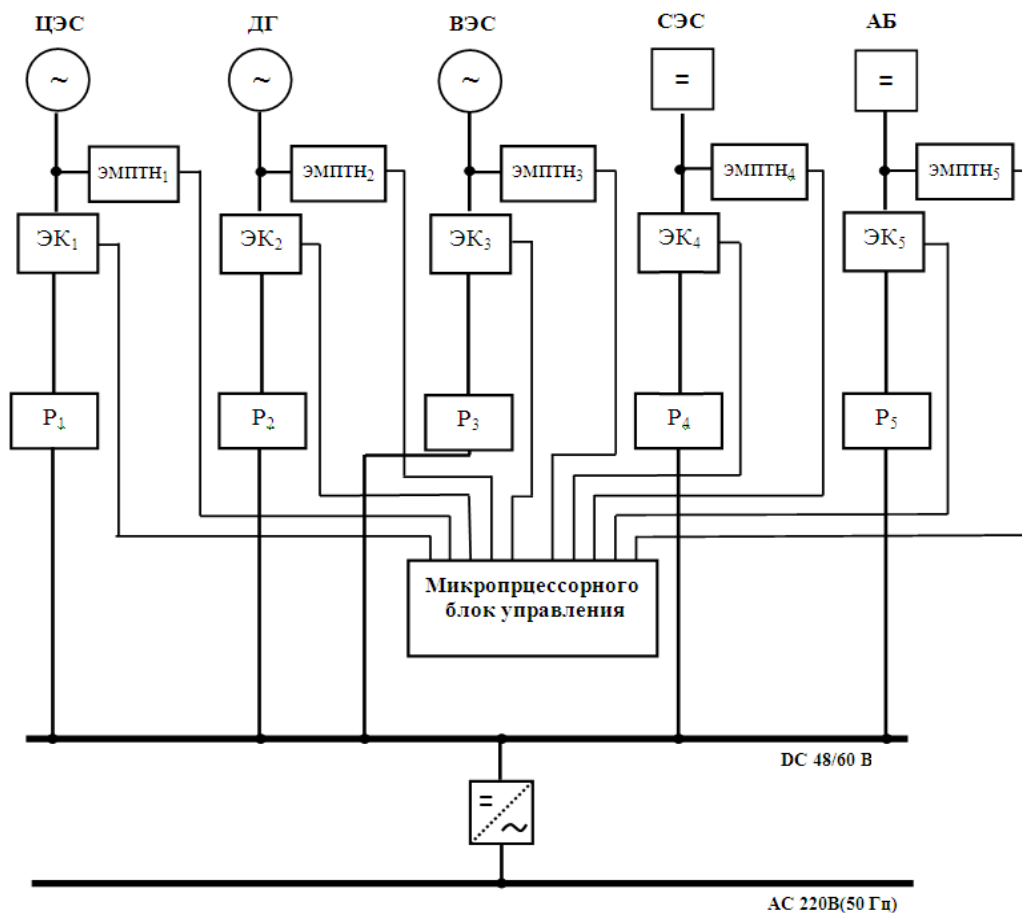 ЦЭС ДГ ВЭС СЭС АБ
~ ~ ~ = =
ЭМПТН1 ЭМПТН2 ЭМПТН3 ЭМПТН4 ЭМПТН5
ЭК1 ЭК2 ЭК3 ЭК4 ЭК5
Р1 Р2 Р3 Р4 Р5
Микропрцессорного
блок управления
DC 48/60 В
=
~
АС 220В(50 Гц)